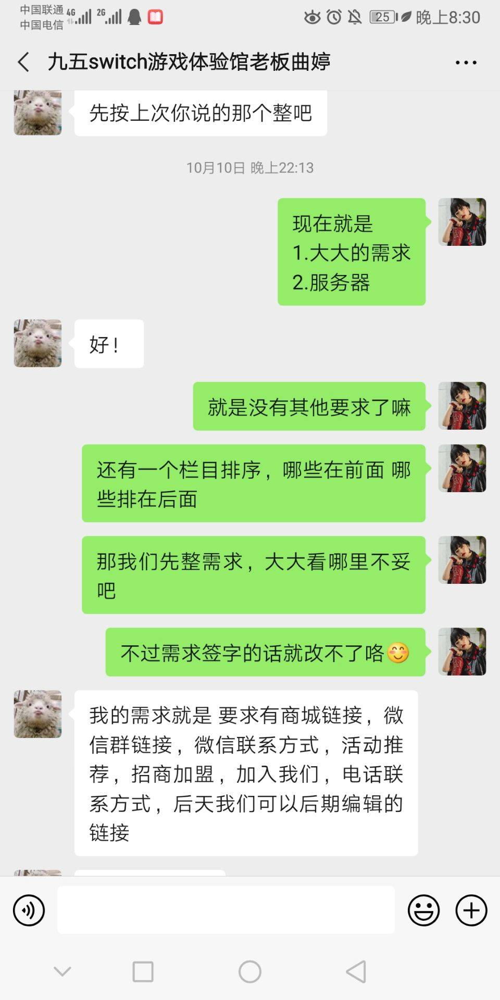 中国联通 4G 2G
中国电信
25 晚上8:30
九五switch游戏体验馆老板曲婷
先按上次你说的那个整吧
10月10日 晚上22:13
现在就是
1.大大的需求
2.服务器
好!
就是没有其他要求了嘛
还有一个栏目排序，哪些在前面 哪
些排在后面
那我们先整需求，大大看哪里不妥
吧
不过需求签字的话就改不了咯😊
我的需求就是 要求有商城链接，微
信群链接，微信联系方式，活动推
荐，招商加盟，加入我们，电话联
系方式，后天我们可以后期编辑的
链接